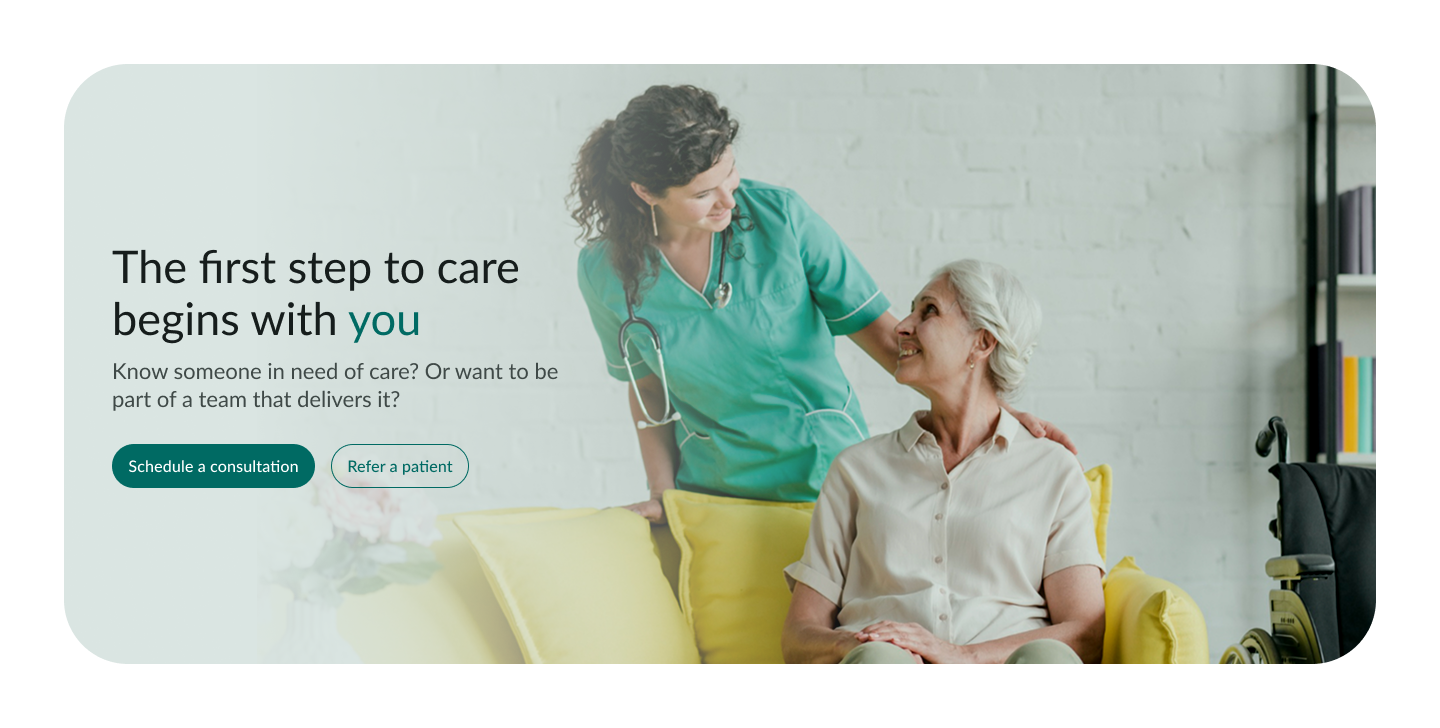 The first step to care
begins with you
Know someone in need of care? Or want to be
part of a team that delivers it?
Schedule a consultation
Refer a patient